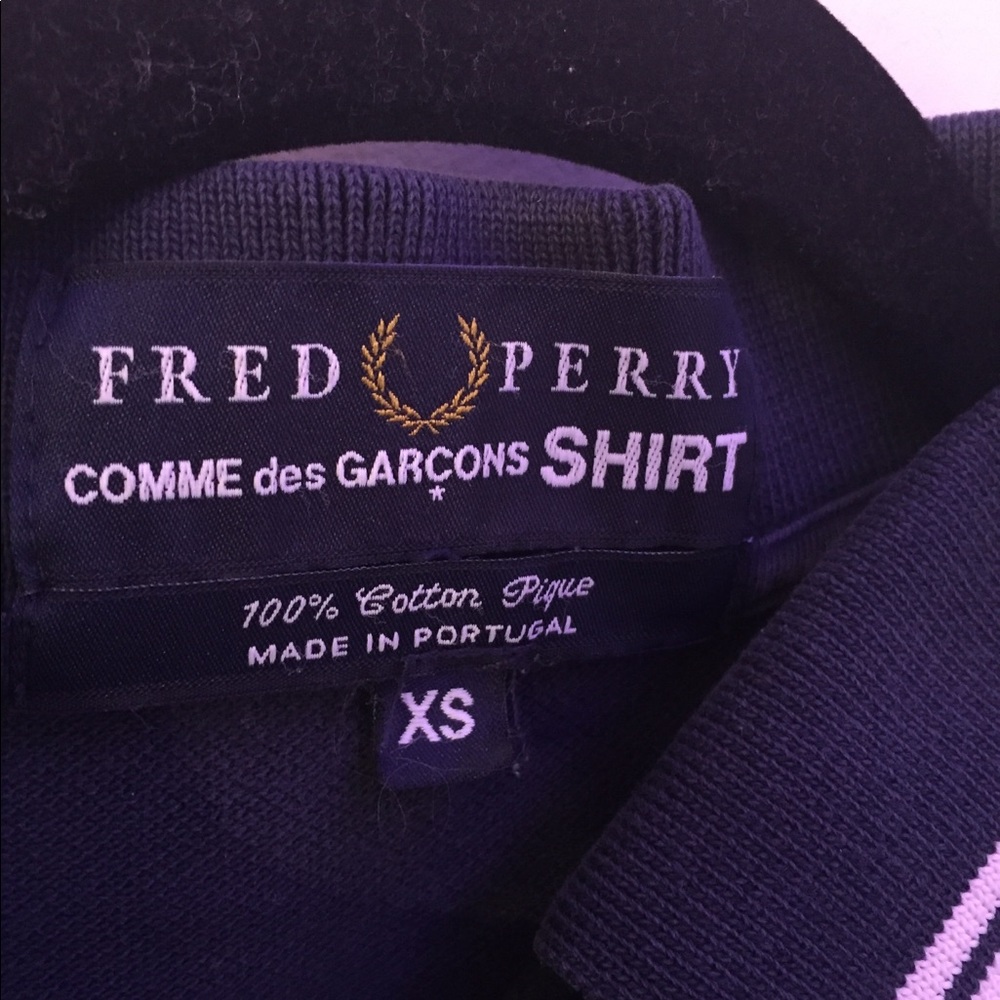 FRED PERRY
COMME des GARÇONS SHIRT
*
100% Cotton Pique
MADE IN PORTUGAL
XS